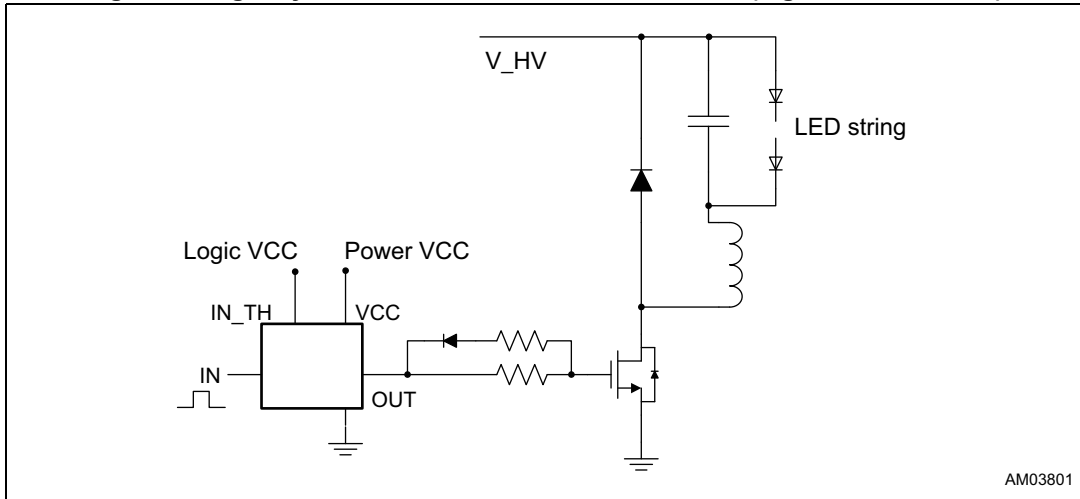 V_HV
LED string
Logic VCC
Power VCC
IN_TH
VCC
IN
OUT
AM03801